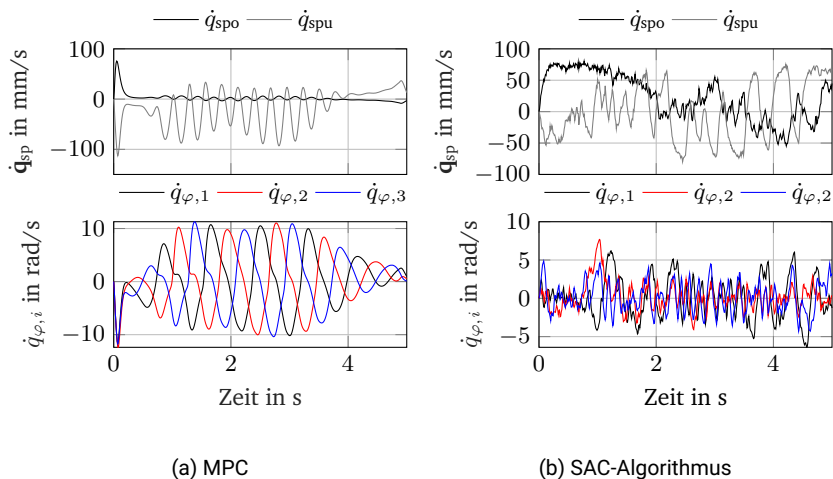 q̇spo q̇spu
100
0
−100
q̇sp in mm/s
q̇φ,1 q̇φ,2 q̇φ,3
10
0
−10
q̇φ,i in rad/s
0 2 4
Zeit in s
(a) MPC
q̇spo q̇spu
100
50
0
−50
−100
q̇sp in mm/s
q̇φ,1 q̇φ,2 q̇φ,2
10
5
0
−5
q̇φ,i in rad/s
0 2 4
Zeit in s
(b) SAC-Algorithmus